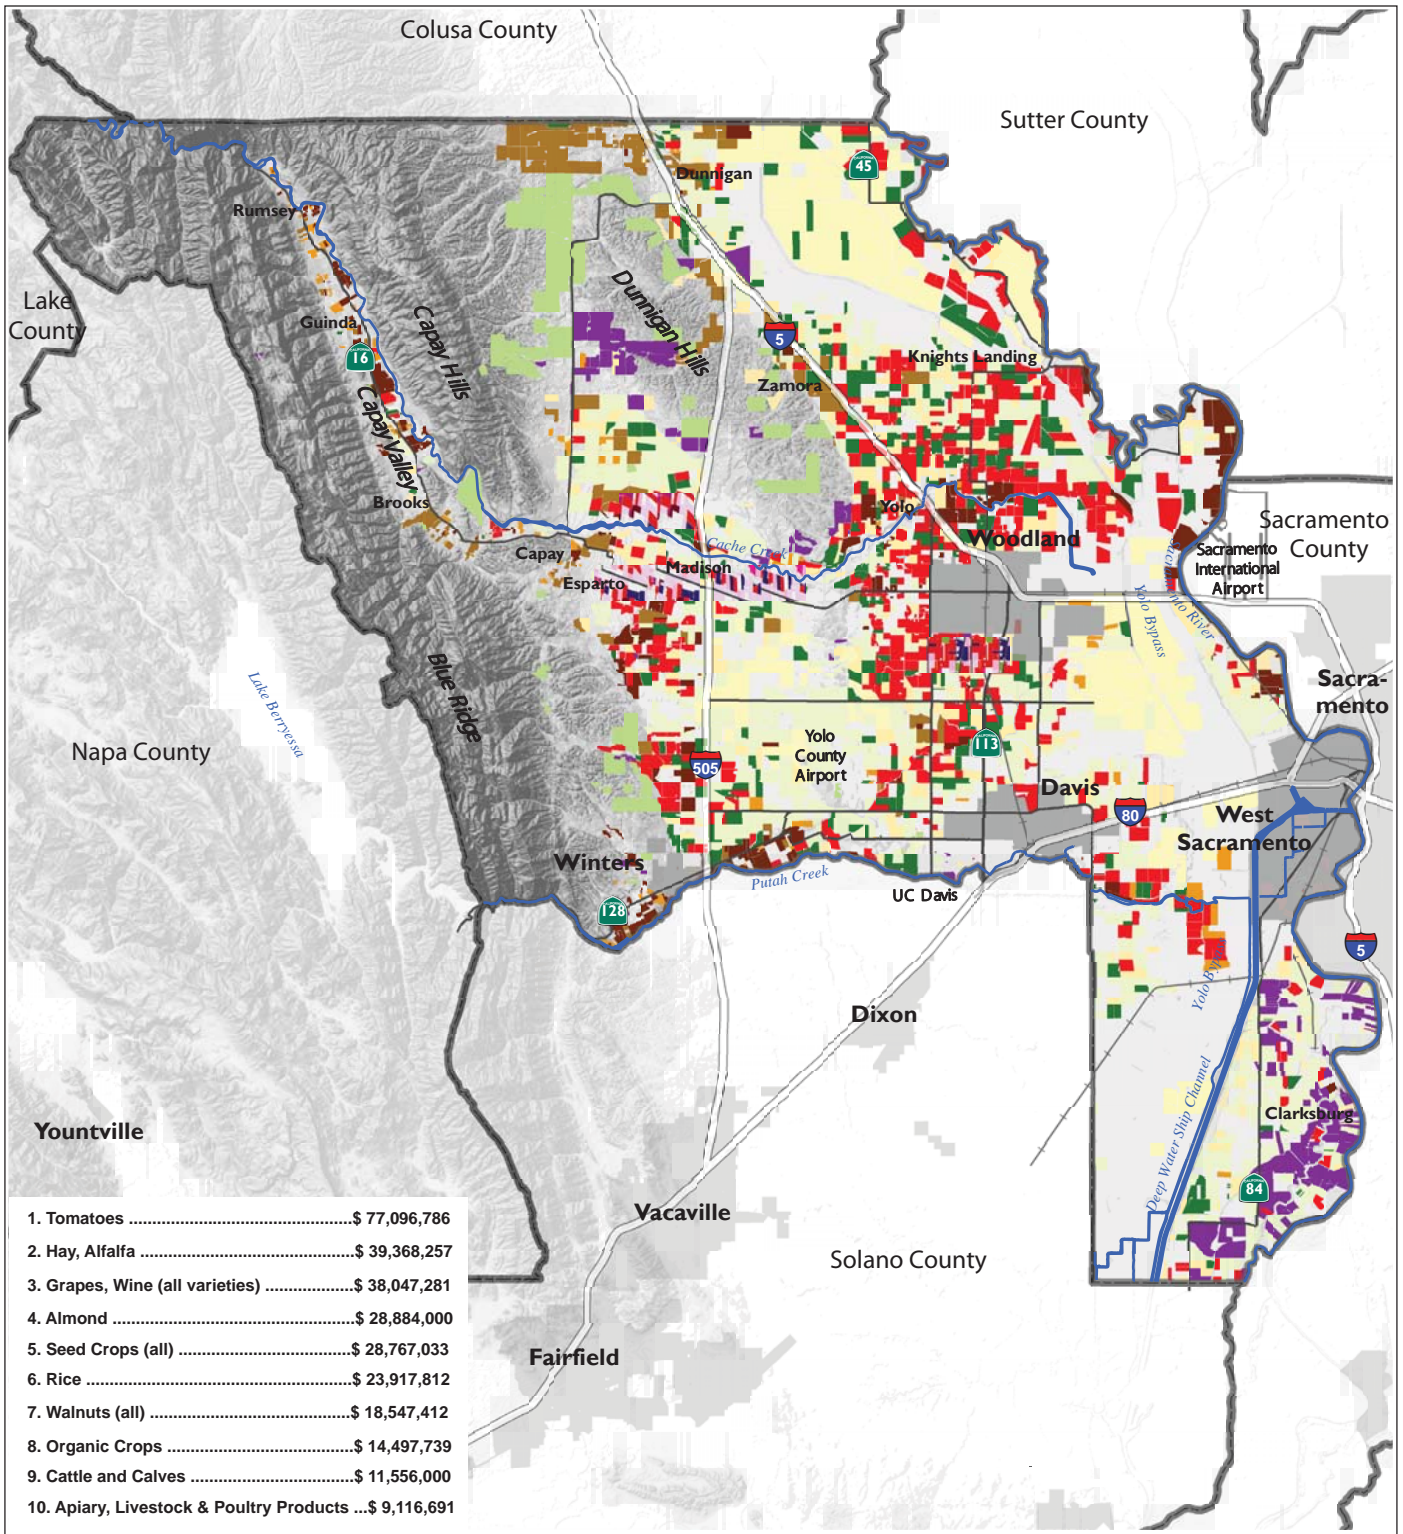 Colusa County
Sutter County
CALIFORNIA
45
Dunnigan
Rumsey
Lake
County
Guinda
CALIFORNIA
16
Capay Hills
Dunnigan Hills
5
Knights Landing
Zamora
Capay Valley
Brooks
Yolo
Woodland
Sacramento
County
Sacramento
International
Airport
Capay
Cache Creek
Madison
Esparto
Sacramento River
Yolo Bypass
Blue Ridge
Lake Berryessa
Napa County
Sacra-
mento
Yolo
County
Airport
505
CALIFORNIA
113
Davis
80
West
Sacramento
Winters
Putah Creek
UC Davis
CALIFORNIA
128
5
Yolo Bypass
Dixon
Deep Water Ship Channel
Clarksburg
Yountville
CALIFORNIA
84
Vacaville
Solano County
Fairfield
1. Tomatoes ...............................................$ 77,096,786
2. Hay, Alfalfa .............................................$ 39,368,257
3. Grapes, Wine (all varieties) ...................$ 38,047,281
4. Almond ...................................................$ 28,884,000
5. Seed Crops (all) .....................................$ 28,767,033
6. Rice ........................................................$ 23,917,812
7. Walnuts (all) ...........................................$ 18,547,412
8. Organic Crops ........................................$ 14,497,739
9. Cattle and Calves ...................................$ 11,556,000
10. Apiary, Livestock & Poultry Products ...$ 9,116,691